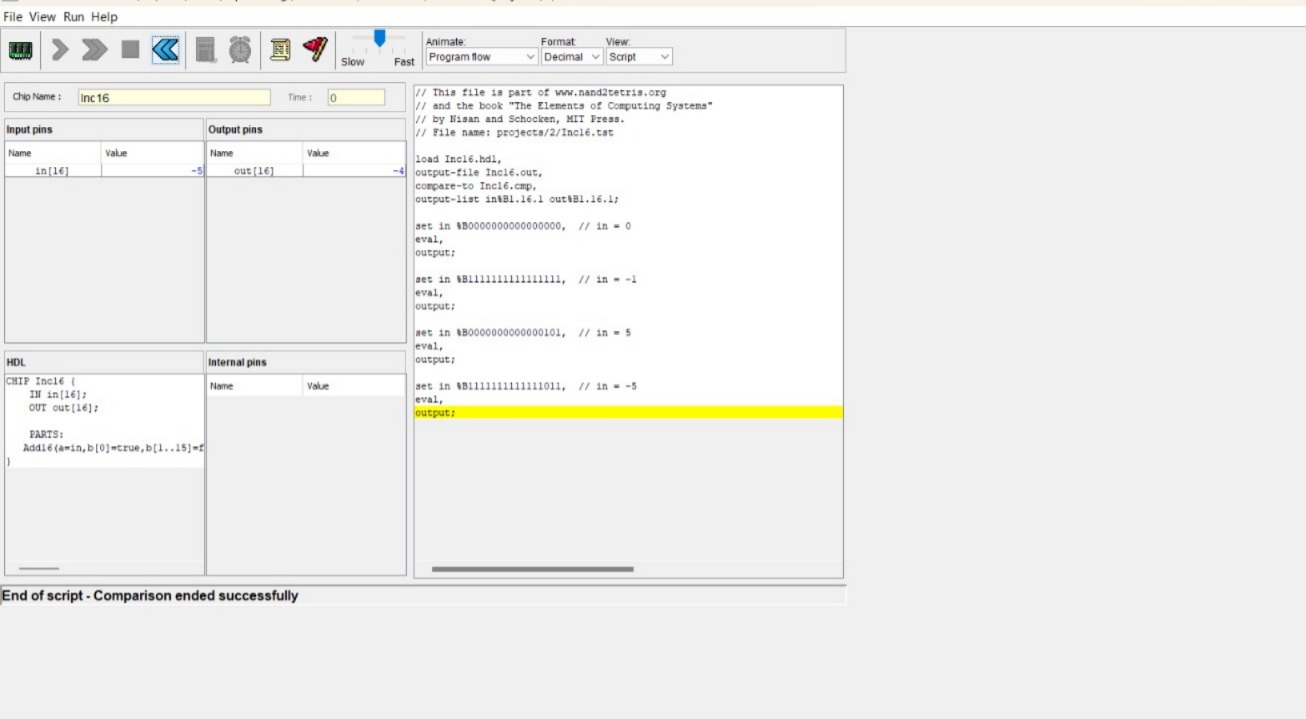 File View Run Help
Slow Fast
Animate: Format: View:
Program flow Decimal Script
Chip Name : Inc16 Time : 0
Input pins
Name Value
in[16] -5
Output pins
Name Value
out[16] -4
HDL
CHIP Inc16 {
IN in[16];
OUT out[16];
PARTS:
Add16(a=in,b[0]=true,b[1..15]=f
}
Internal pins
Name Value
// This file is part of www.nand2tetris.org
// and the book "The Elements of Computing Systems"
// by Nisan and Schocken, MIT Press.
// File name: projects/2/Inc16.tst
load Inc16.hdl,
output-file Inc16.out,
compare-to Inc16.cmp,
output-list in%B1.16.1 out%B1.16.1;
set in %B0000000000000000, // in = 0
eval,
output;
set in %B1111111111111111, // in = -1
eval,
output;
set in %B0000000000000101, // in = 5
eval,
output;
set in %B1111111111111011, // in = -5
eval,
output;
End of script - Comparison ended successfully